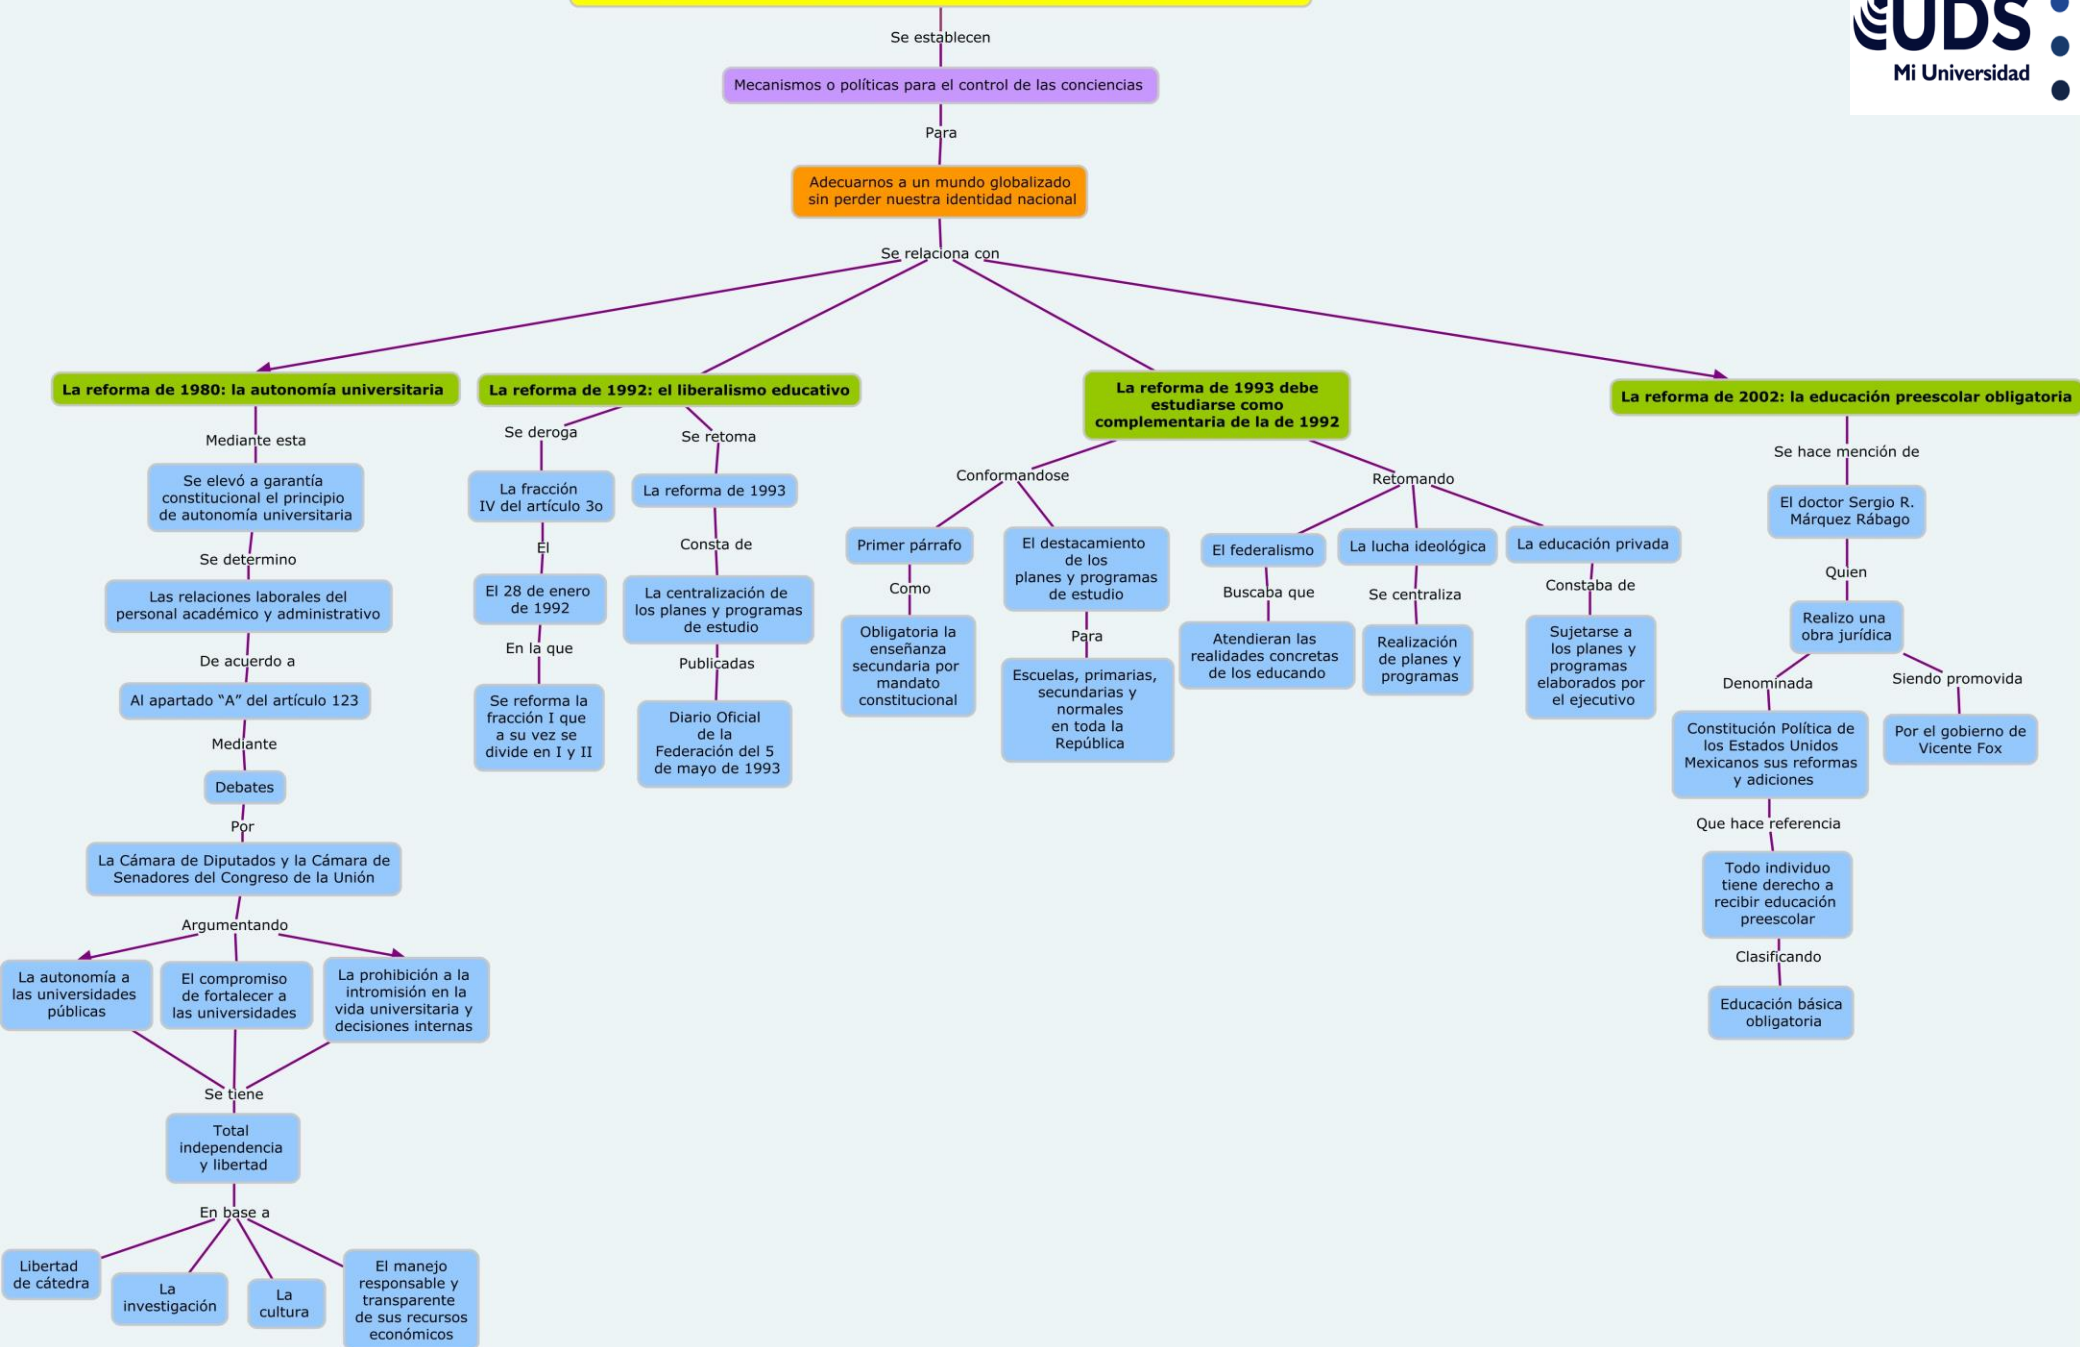 Se establecen
UDS
Mi Universidad
Mecanismos o políticas para el control de las conciencias
Para
Adecuarnos a un mundo globalizado
sin perder nuestra identidad nacional
Se relaciona con
La reforma de 1980: la autonomía universitaria
Mediante esta
Se elevó a garantía
constitucional el principio
de autonomía universitaria
Se determino
Las relaciones laborales del
personal académico y administrativo
De acuerdo a
Al apartado “A” del artículo 123
Mediante
Debates
Por
La Cámara de Diputados y la Cámara de
Senadores del Congreso de la Unión
Argumentando
La autonomía a
las universidades
públicas
El compromiso
de fortalecer a
las universidades
La prohibición a la
intromisión en la
vida universitaria y
decisiones internas
Se tiene
Total
independencia
y libertad
En base a
Libertad
de cátedra
La
investigación
La
cultura
El manejo
responsable y
transparente
de sus recursos
económicos
La reforma de 1992: el liberalismo educativo
Se deroga
La fracción
IV del artículo 3o
El
El 28 de enero
de 1992
En la que
Se reforma la
fracción I que
a su vez se
divide en I y II
Se retoma
La reforma de 1993
Consta de
La centralización de
los planes y programas
de estudio
Publicadas
Diario Oficial
de la
Federación del 5
de mayo de 1993
La reforma de 1993 debe
estudiarse como
complementaria de la de 1992
Conformandose
Primer párrafo
Como
Obligatoria la
enseñanza
secundaria por
mandato
constitucional
El destacamiento
de los
planes y programas
de estudio
Para
Escuelas, primarias,
secundarias y
normales
en toda la
República
Retomando
El federalismo
Buscaba que
Atendieran las
realidades concretas
de los educando
La lucha ideológica
Se centraliza
Realización
de planes y
programas
La educación privada
Constaba de
Sujetarse a
los planes y
programas
elaborados por
el ejecutivo
La reforma de 2002: la educación preescolar obligatoria
Se hace mención de
El doctor Sergio R.
Márquez Rábago
Quien
Realizo una
obra jurídica
Denominada
Constitución Política de
los Estados Unidos
Mexicanos sus reformas
y adiciones
Que hace referencia
Todo individuo
tiene derecho a
recibir educación
preescolar
Clasificando
Educación básica
obligatoria
Siendo promovida
Por el gobierno de
Vicente Fox